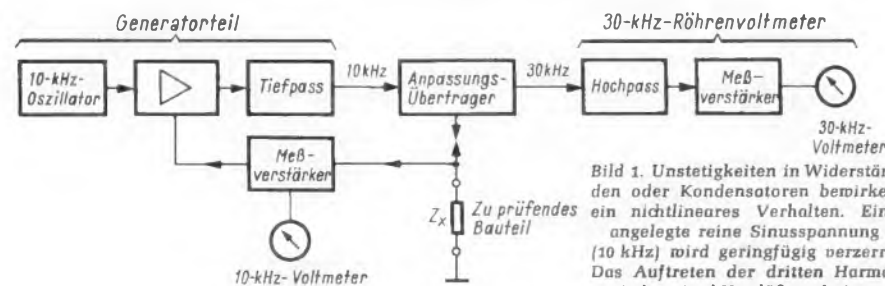 Generatorteil
30-kHz-Röhrenvoltmeter
10-kHz-
Oszillator
Tiefpass
10kHz
Anpassungs-
Übertrager
30kHz
Hochpass
Meß-
verstärker
30-kHz-
Voltmeter
Meß-
verstärker
10-kHz-Voltmeter
Zx
Zu prüfendes
Bauteil
Bild 1. Unstetigkeiten in Widerstän
den oder Kondensatoren bewirke
ein nichtlineares Verhalten. Ein
angelegte reine Sinusspannung
(10 kHz) wird geringfügig verzerr
Das Auftreten der dritten Harmo